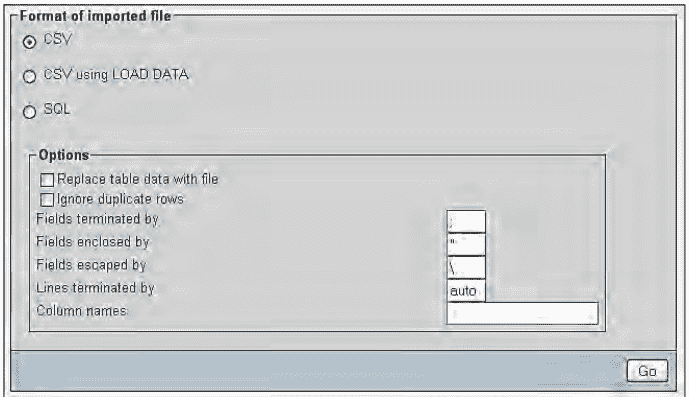 Format of imported file
CSV
CSV using LOAD DATA
SQL
Options
Replace table data with file
Ignore duplicate rows
Fields terminated by ;
Fields enclosed by "
Fields escaped by \
Lines terminated by auto
Column names
Go